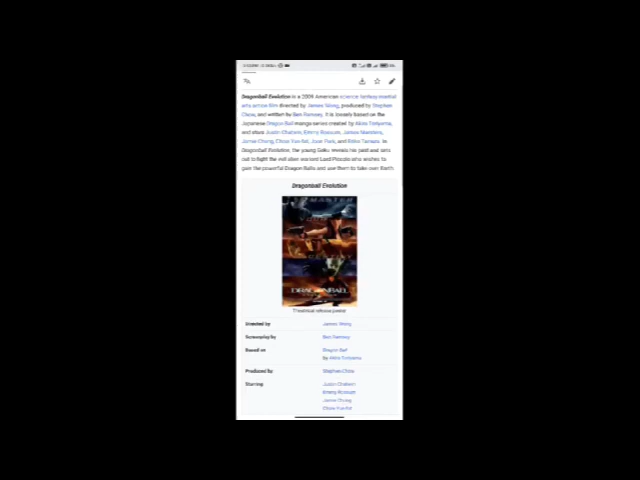 Dragonball Evolution is a 2009 American science fantasy martial
arts action film directed by James Wong, produced by Stephen
Chow, and written by Ben Ramsey. It is loosely based on the
Japanese Dragon Ball manga series created by Akira Toriyama,
and stars Justin Chatwin, Emmy Rossum, James Marsters,
Jamie Chung, Chow Yun-fat, Joon Park, and Eriko Tamura. In
Dragonball Evolution, the young Goku reveals his past and sets
out to fight the evil alien warlord Lord Piccolo who wishes to
gain the powerful Dragon Balls and use them to take over Earth.
Dragonball Evolution
DRAGONBALL
Theatrical release poster
Directed by James Wong
Screenplay by Ben Ramsey
Based on Dragon Ball
by Akira Toriyama
Produced by Stephen Chow
Starring Justin Chatwin
Emmy Rossum
Jamie Chung
Chow Yun-fat